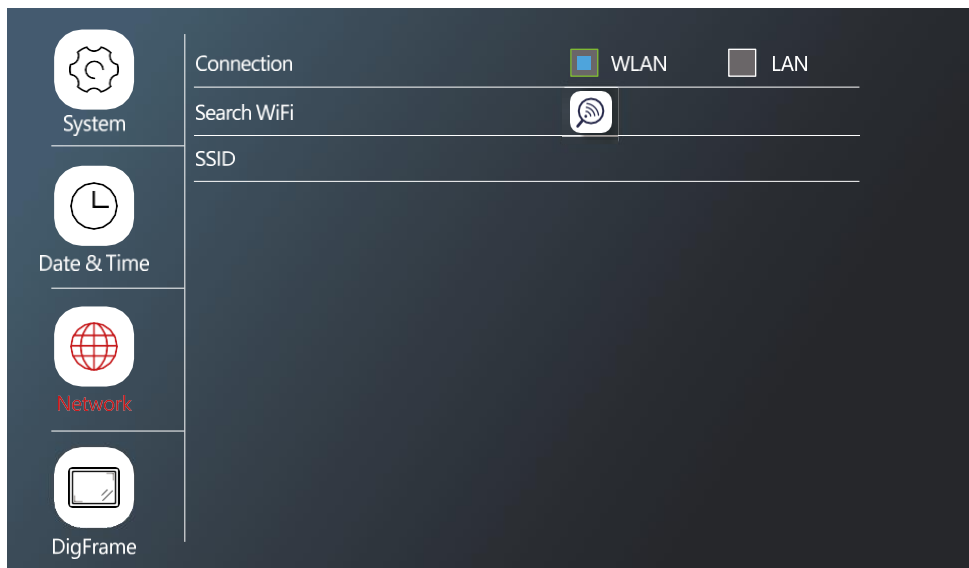 System
Date & Time
Network
DigFrame
Connection WLAN LAN
Search WiFi
SSID